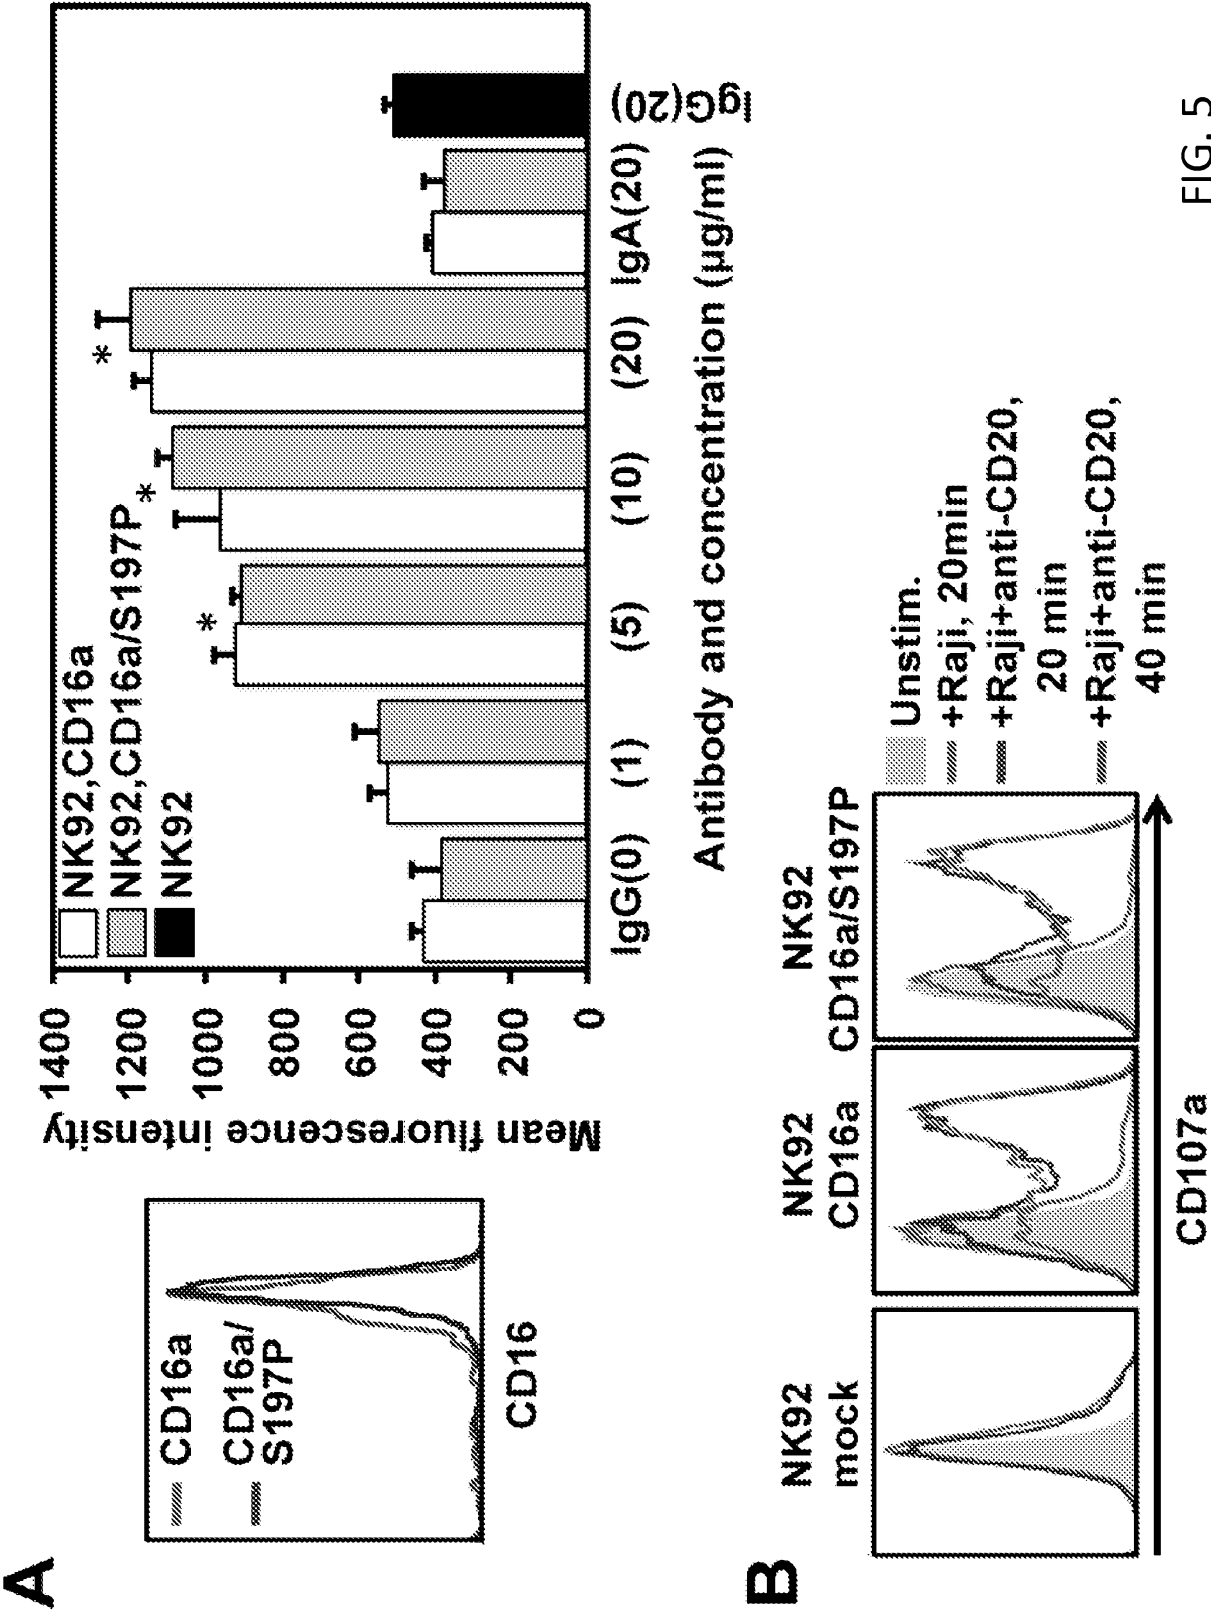 A
CD16a
CD16a/
S197P
CD16
Mean fluorescence intensity
1400
1200
1000
800
600
400
200
0
NK92,CD16a
NK92,CD16a/S197P
NK92
*
*
*
IgG(0)
(1)
(5)
(10)
(20)
IgA(20)
IgG(20)
Antibody and concentration (µg/ml)
B
NK92
mock
NK92
CD16a
NK92
CD16a/S197P
CD107a
Unstim.
+Raji, 20min
+Raji+anti-CD20,
20 min
+Raji+anti-CD20,
40 min
FIG. 5